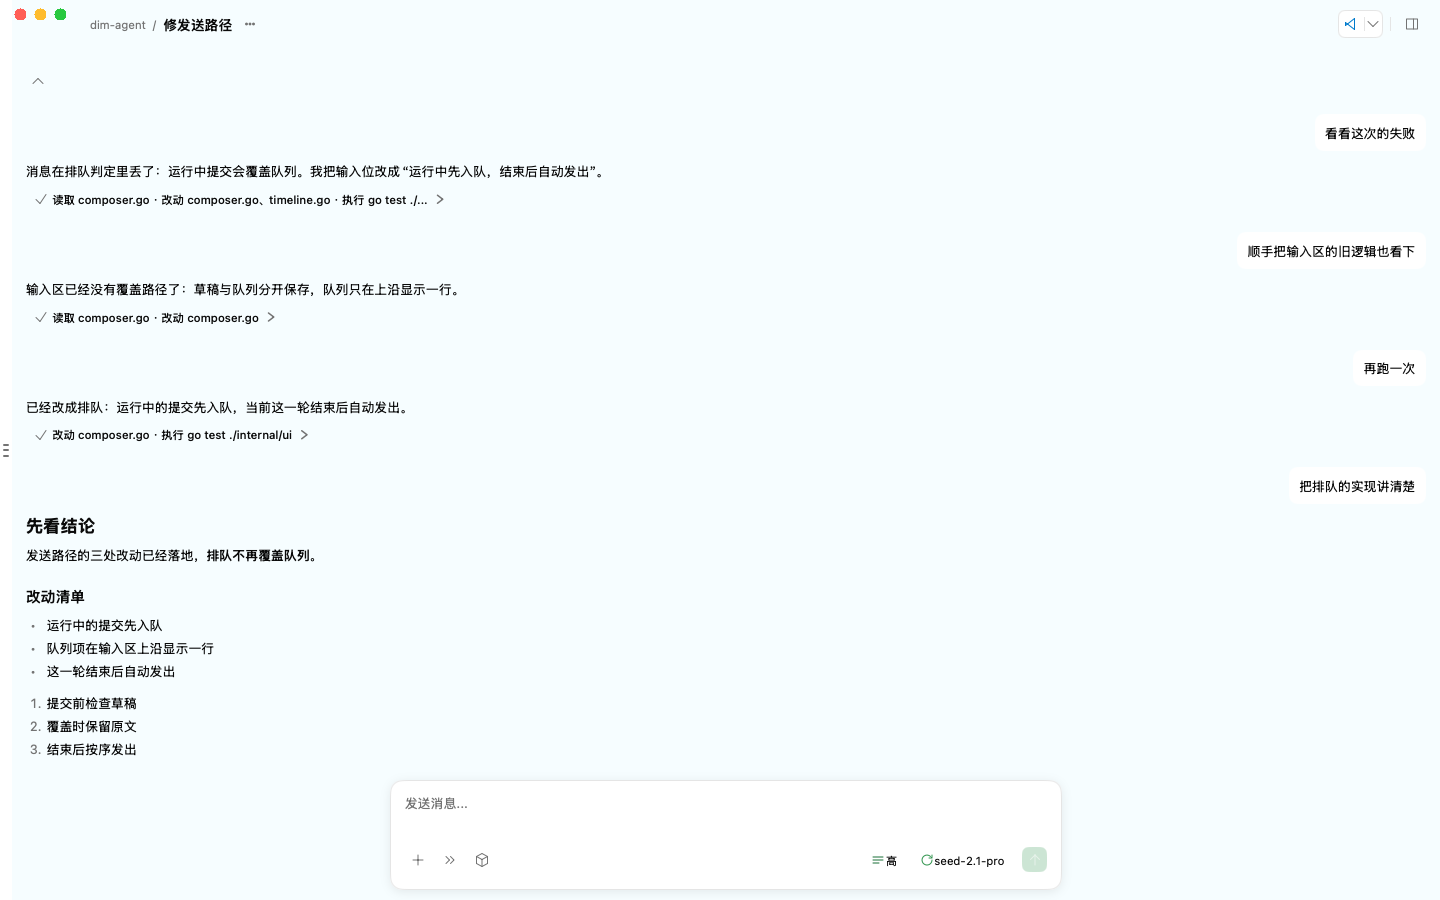 dim-agent / 修发送路径 ···
看看这次的失败
消息在排队判定里丢了：运行中提交会覆盖队列。我把输入位改成“运行中先入队，结束后自动发出”。
读取 composer.go · 改动 composer.go、timeline.go · 执行 go test ./...
顺手把输入区的旧逻辑也看下
输入区已经没有覆盖路径了：草稿与队列分开保存，队列只在上沿显示一行。
读取 composer.go · 改动 composer.go
再跑一次
已经改成排队：运行中的提交先入队，当前这一轮结束后自动发出。
改动 composer.go · 执行 go test ./internal/ui
把排队的实现讲清楚
先看结论
发送路径的三处改动已经落地，排队不再覆盖队列。
改动清单
• 运行中的提交先入队
• 队列项在输入区上沿显示一行
• 这一轮结束后自动发出
1. 提交前检查草稿
2. 覆盖时保留原文
3. 结束后按序发出
发送消息...
高 seed-2.1-pro